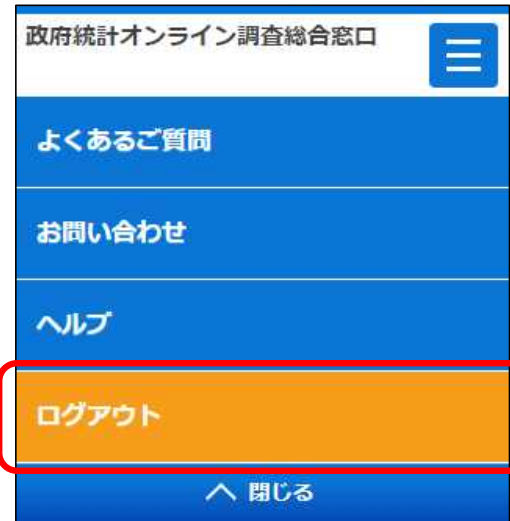 政府統計オンライン調査総合窓口
よくあるご質問
お問い合わせ
ヘルプ
ログアウト
閉じる